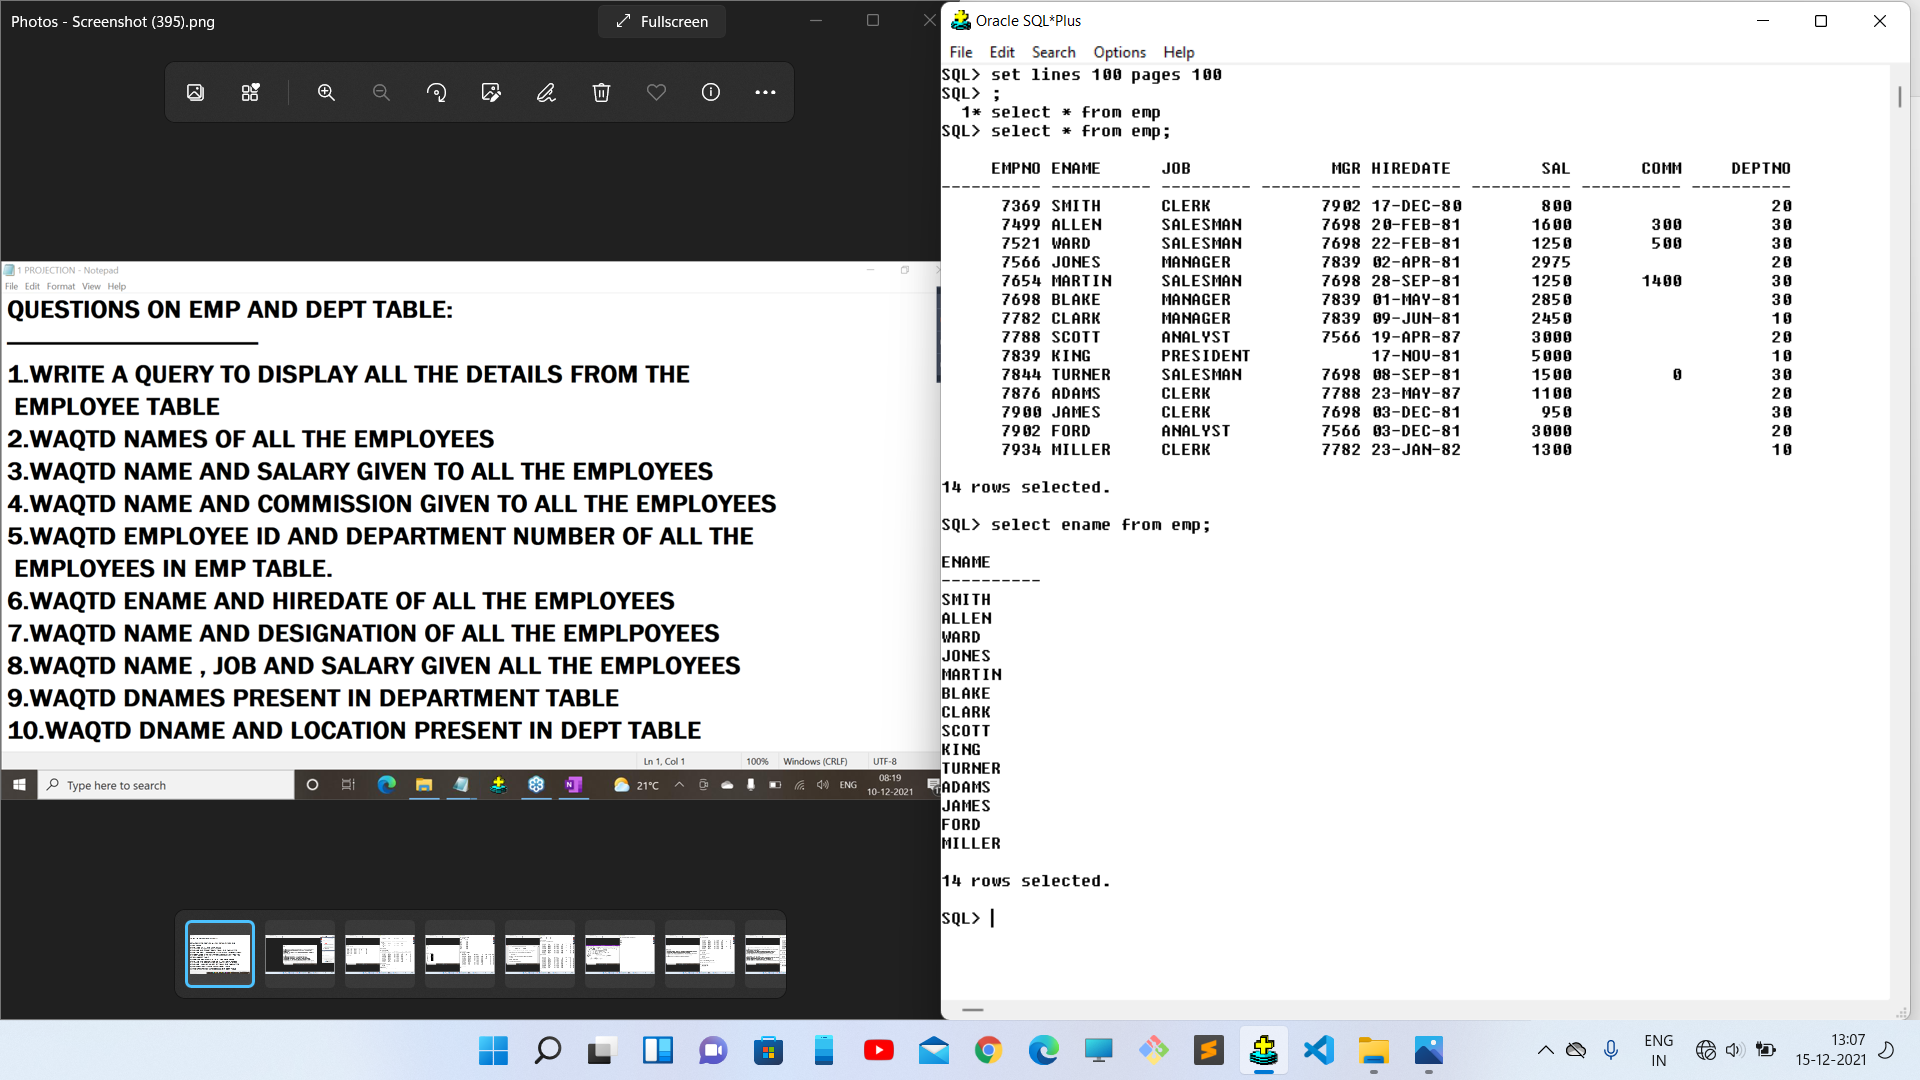 Photos - Screenshot (395).png
Fullscreen
1 PROJECTION - Notepad
File Edit Format View Help
QUESTIONS ON EMP AND DEPT TABLE:
1.WRITE A QUERY TO DISPLAY ALL THE DETAILS FROM THE
EMPLOYEE TABLE
2.WAQTD NAMES OF ALL THE EMPLOYEES
3.WAQTD NAME AND SALARY GIVEN TO ALL THE EMPLOYEES
4.WAQTD NAME AND COMMISSION GIVEN TO ALL THE EMPLOYEES
5.WAQTD EMPLOYEE ID AND DEPARTMENT NUMBER OF ALL THE
EMPLOYEES IN EMP TABLE.
6.WAQTD ENAME AND HIREDATE OF ALL THE EMPLOYEES
7.WAQTD NAME AND DESIGNATION OF ALL THE EMPLPOYEES
8.WAQTD NAME , JOB AND SALARY GIVEN ALL THE EMPLOYEES
9.WAQTD DNAMES PRESENT IN DEPARTMENT TABLE
10.WAQTD DNAME AND LOCATION PRESENT IN DEPT TABLE
Ln 1, Col 1 100% Windows (CRLF) UTF-8
Type here to search
21°C
ENG
08:19
10-12-2021
Oracle SQL*Plus
File Edit Search Options Help
SQL> set lines 100 pages 100
SQL> ;
1* select * from emp
SQL> select * from emp;
EMPNO ENAME JOB MGR HIREDATE SAL COMM DEPTNO
---------- ---------- --------- ---------- --------- ---------- ---------- ----------
7369 SMITH CLERK 7902 17-DEC-80 800 20
7499 ALLEN SALESMAN 7698 20-FEB-81 1600 300 30
7521 WARD SALESMAN 7698 22-FEB-81 1250 500 30
7566 JONES MANAGER 7839 02-APR-81 2975 20
7654 MARTIN SALESMAN 7698 28-SEP-81 1250 1400 30
7698 BLAKE MANAGER 7839 01-MAY-81 2850 30
7782 CLARK MANAGER 7839 09-JUN-81 2450 10
7788 SCOTT ANALYST 7566 19-APR-87 3000 20
7839 KING PRESIDENT 17-NOV-81 5000 10
7844 TURNER SALESMAN 7698 08-SEP-81 1500 0 30
7876 ADAMS CLERK 7788 23-MAY-87 1100 20
7900 JAMES CLERK 7698 03-DEC-81 950 30
7902 FORD ANALYST 7566 03-DEC-81 3000 20
7934 MILLER CLERK 7782 23-JAN-82 1300 10
14 rows selected.
SQL> select ename from emp;
ENAME
----------
SMITH
ALLEN
WARD
JONES
MARTIN
BLAKE
CLARK
SCOTT
KING
TURNER
ADAMS
JAMES
FORD
MILLER
14 rows selected.
SQL>
ENG
IN
13:07
15-12-2021